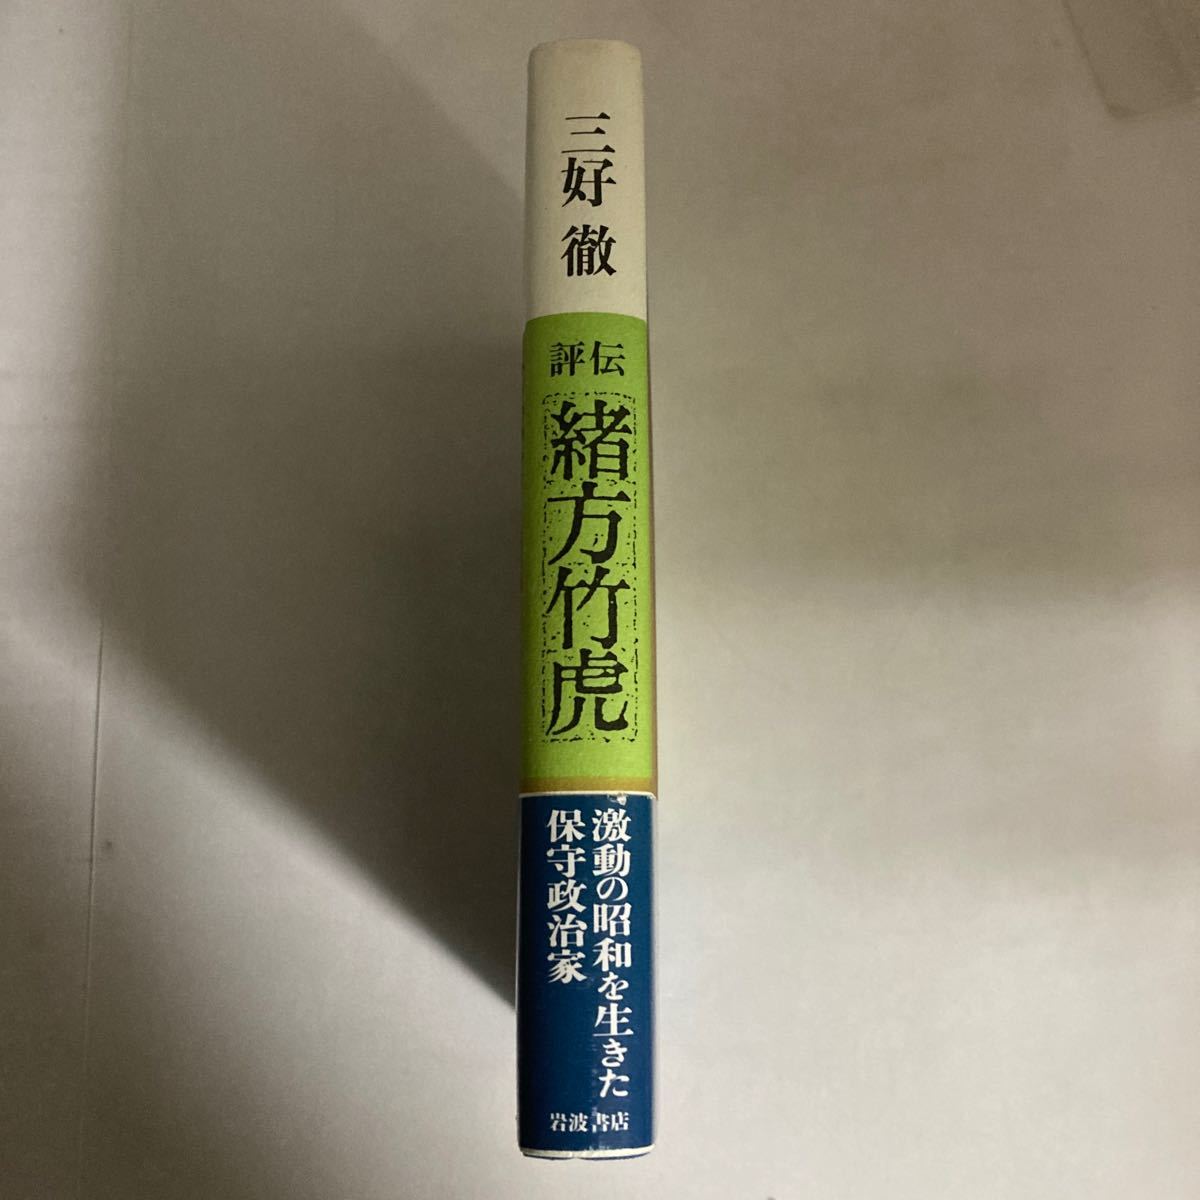 三好 徹
評伝
緒方竹虎
激動の昭和を生きた
保守政治家
岩波書店